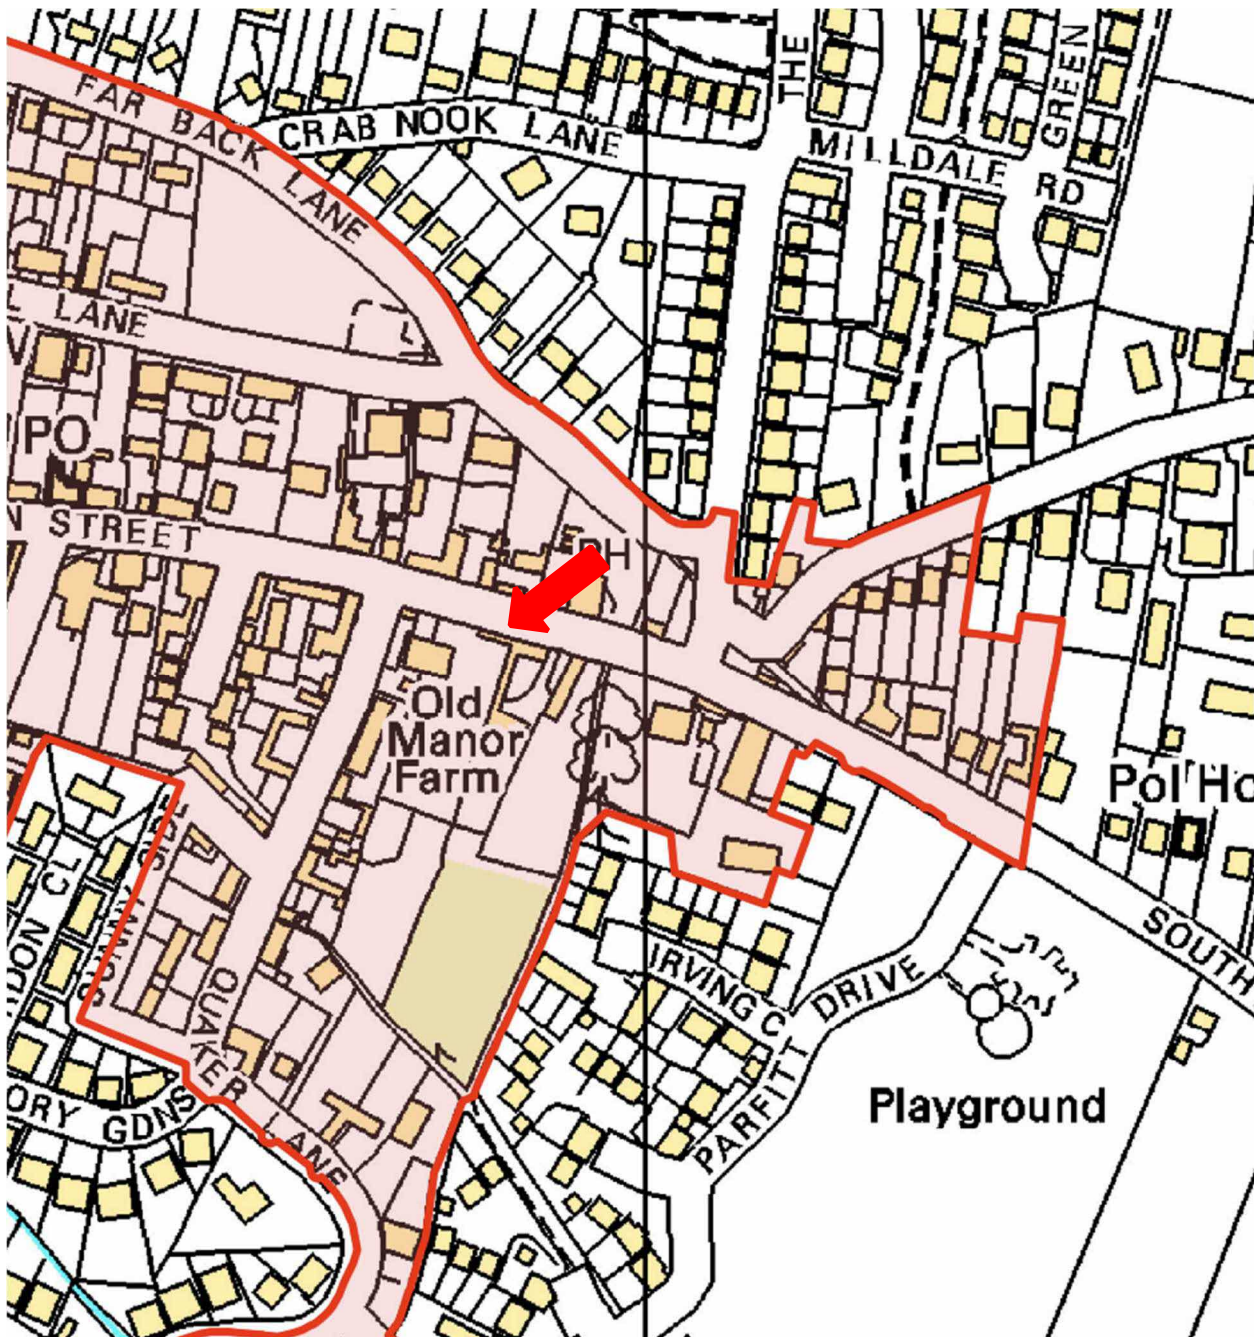 FAR BACK LANE
CRAB NOOK LANE
THE
GREEN
MILLDALE RD
L LANE
PO
N STREET
PH
Old
Manor
Farm
Pol Ho
SOUTH
RDON CL
QUAKER LANE
IRVING C
PARFITT DRIVE
Playground
ORY GDNS